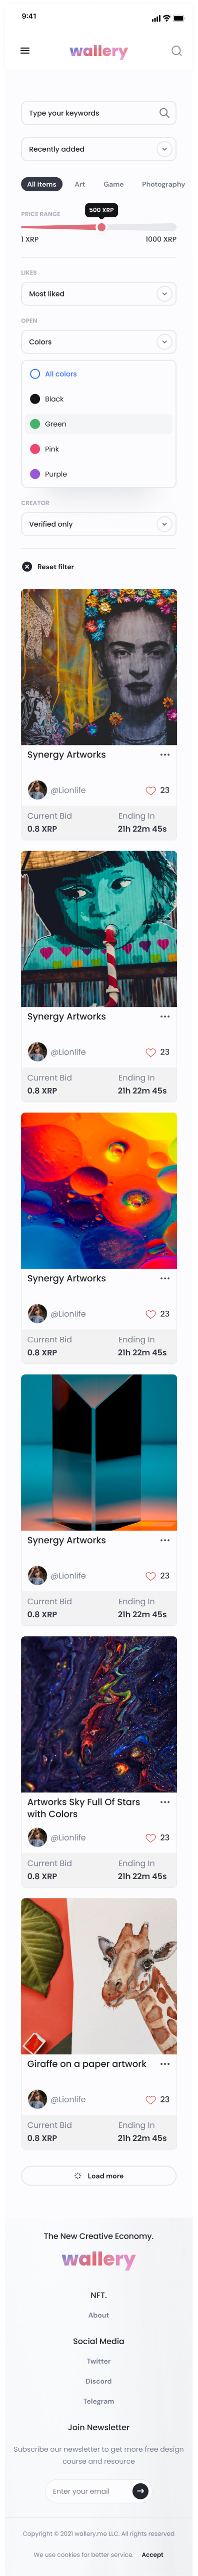 9:41
wallery
Type your keywords
Recently added
All items Art Game Photography
PRICE RANGE
500 XRP
1 XRP 1000 XRP
LIKES
Most liked
OPEN
Colors
All colors
Black
Green
Pink
Purple
CREATOR
Verified only
Reset filter
Synergy Artworks
@Lionlife 23
Current Bid Ending In
0.8 XRP 21h 22m 45s
Synergy Artworks
@Lionlife 23
Current Bid Ending In
0.8 XRP 21h 22m 45s
Synergy Artworks
@Lionlife 23
Current Bid Ending In
0.8 XRP 21h 22m 45s
Synergy Artworks
@Lionlife 23
Current Bid Ending In
0.8 XRP 21h 22m 45s
Artworks Sky Full Of Stars
with Colors
@Lionlife 23
Current Bid Ending In
0.8 XRP 21h 22m 45s
Giraffe on a paper artwork
@Lionlife 23
Current Bid Ending In
0.8 XRP 21h 22m 45s
Load more
The New Creative Economy.
wallery
NFT.
About
Social Media
Twitter
Discord
Telegram
Join Newsletter
Subscribe our newsletter to get more free design
course and resource
Enter your email
Copyright © 2021 wallery.me LLC. All rights reserved
We use cookies for better service. Accept